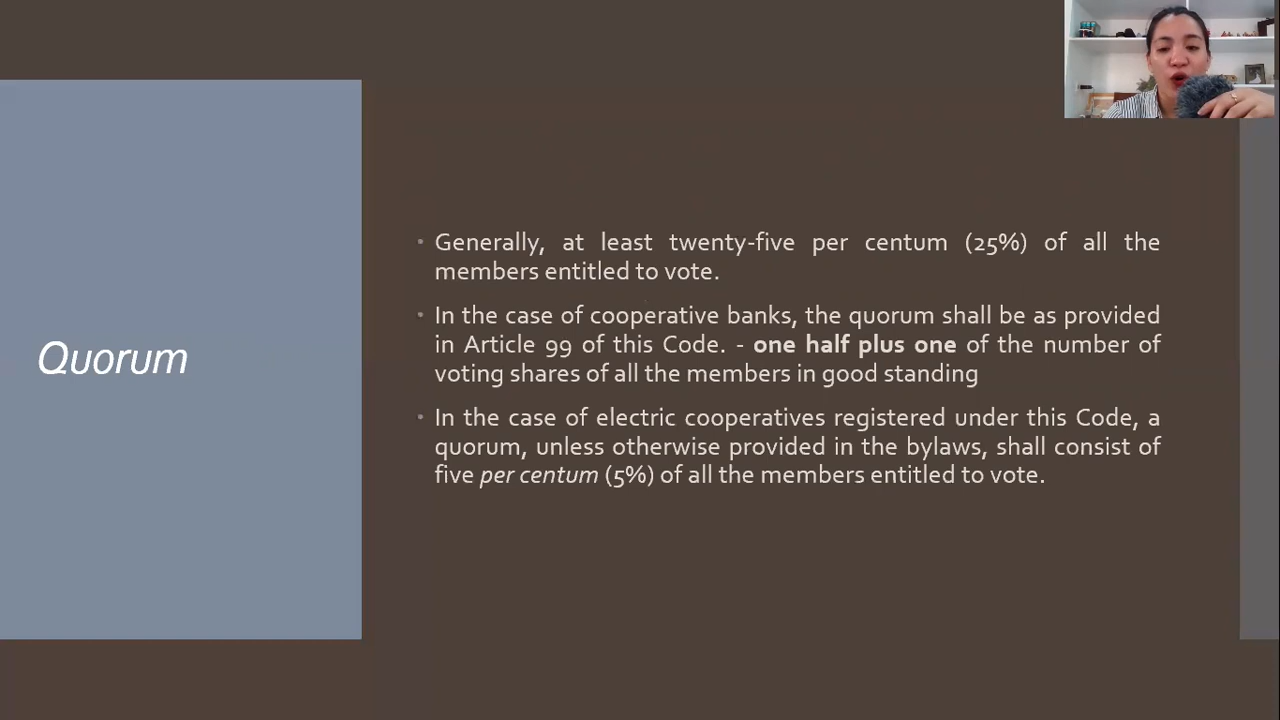 Quorum
• Generally, at least twenty-five per centum (25%) of all the
members entitled to vote.
• In the case of cooperative banks, the quorum shall be as provided
in Article 99 of this Code. - one half plus one of the number of
voting shares of all the members in good standing
• In the case of electric cooperatives registered under this Code, a
quorum, unless otherwise provided in the bylaws, shall consist of
five per centum (5%) of all the members entitled to vote.